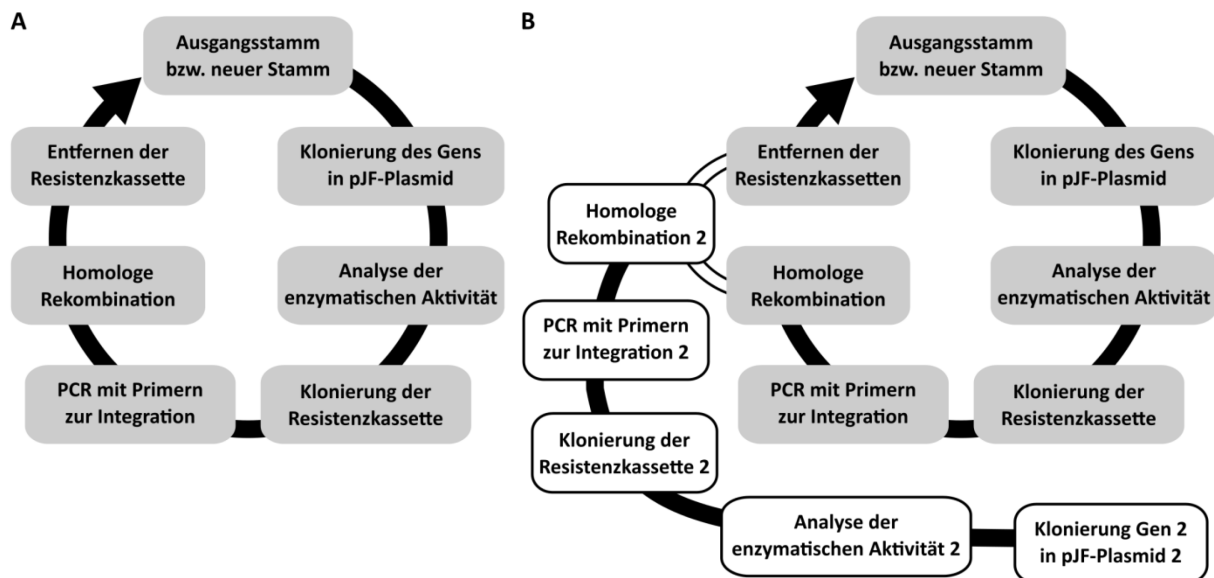 A
Ausgangsstamm
bzw. neuer Stamm
Klonierung des Gens
in pJF-Plasmid
Analyse der
enzymatischen Aktivität
Klonierung der
Resistenzkassette
PCR mit Primern
zur Integration
Homologe
Rekombination
Entfernen der
Resistenzkassette
B
Ausgangsstamm
bzw. neuer Stamm
Klonierung des Gens
in pJF-Plasmid
Analyse der
enzymatischen Aktivität
Klonierung der
Resistenzkassette
PCR mit Primern
zur Integration
Homologe
Rekombination
Entfernen der
Resistenzkassetten
Homologe
Rekombination 2
PCR mit Primern
zur Integration 2
Klonierung der
Resistenzkassette 2
Analyse der
enzymatischen Aktivität 2
Klonierung Gen 2
in pJF-Plasmid 2